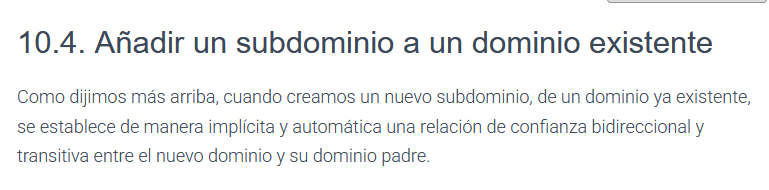 10.4. Añadir un subdominio a un dominio existente
Como dijimos más arriba, cuando creamos un nuevo subdominio, de un dominio ya existente,
se establece de manera implícita y automática una relación de confianza bidireccional y
transitiva entre el nuevo dominio y su dominio padre.